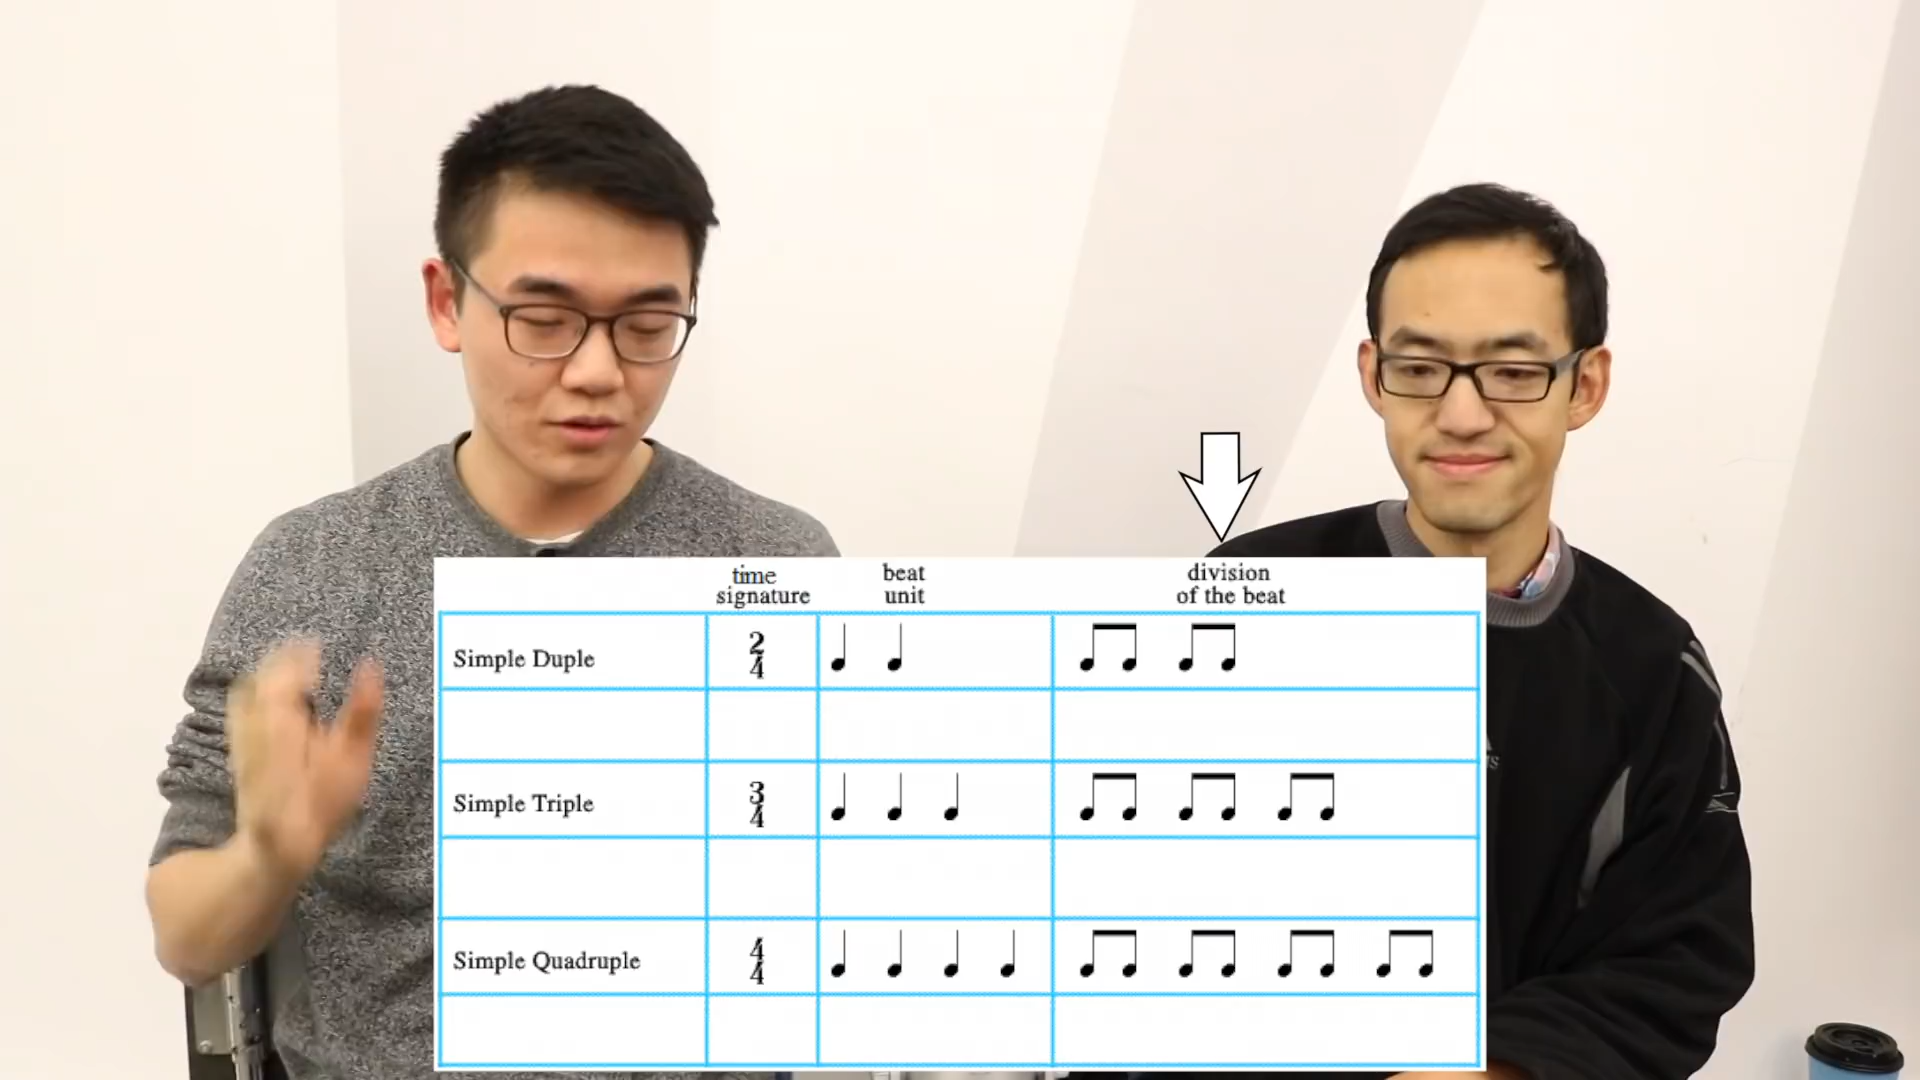 time signature
beat unit
division of the beat
Simple Duple
2
4
Simple Triple
3
4
Simple Quadruple
4
4